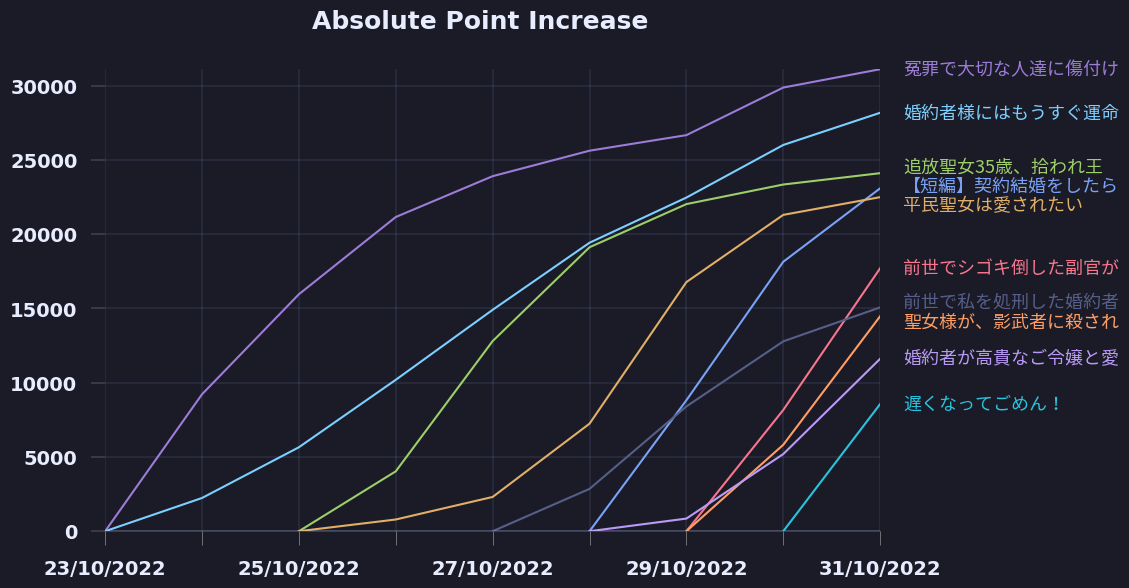 Absolute Point Increase
30000
25000
20000
15000
10000
5000
0
23/10/2022
25/10/2022
27/10/2022
29/10/2022
31/10/2022
冤罪で大切な人達に傷付け
婚約者様にはもうすぐ運命
追放聖女35歳、拾われ王
【短編】契約結婚をしたら
平民聖女は愛されたい
前世でシゴキ倒した副官が
前世で私を処刑した婚約者
聖女様が、影武者に殺され
婚約者が高貴なご令嬢と愛
遅くなってごめん！